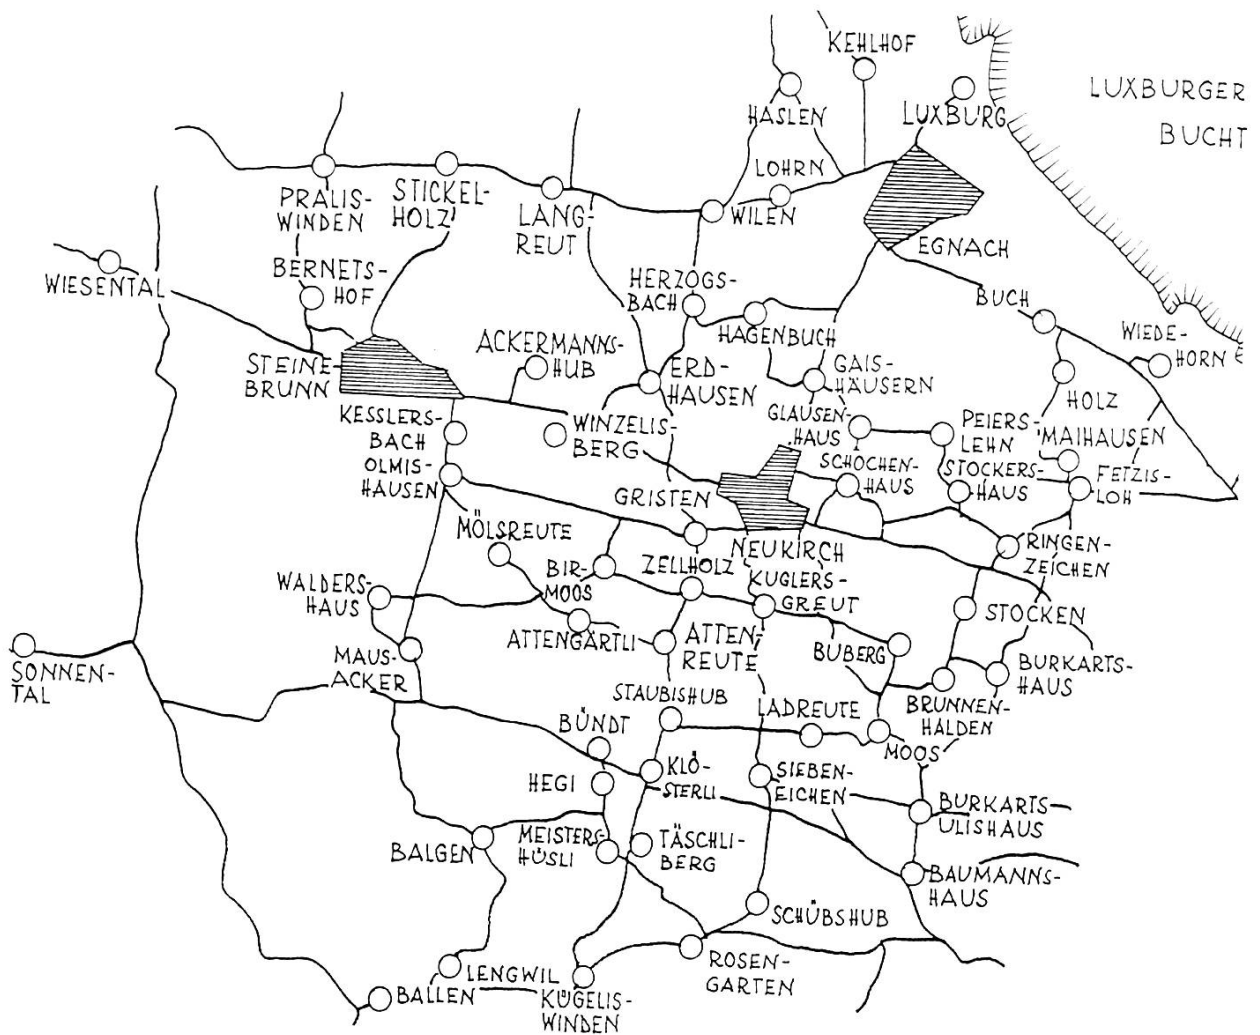 KEHLHOF
LUXBURGER
BUCHT
HASLEN
LUXBURG
LOHRN
PRALIS-
WINDEN
STICKEL-
HOLZ
LANG-
REUT
WILEN
EGNACH
WIESENTAL
BERNETS-
HOF
HERZOGS-
BACH
HAGENBUCH
BUCH
WIEDE-
HORN
STEINE-
BRUNN
ACKERMANNS-
HUB
ERD-
HAUSEN
GAIS-
HÄUSERN
HOLZ
KESSLERS-
BACH
WINZELIS-
BERG
GLAUSEN-
HAUS
PEIERS-
LEHN
MAIHAUSEN
OLMIS-
HAUSEN
GRISTEN
SCHOCHEN-
HAUS
STOCKERS-
HAUS
FETZIS-
LOH
MÖLSREUTE
NEUKIRCH
RINGEN-
ZEICHEN
WALDERS-
HAUS
BIR-
MOOS
ZELLHOLZ
KUGLERS-
GREUT
STOCKEN
SONNEN-
TAL
MAUS-
ACKER
ATTENGÄRTLI
ATTEN-
REUTE
BUBERG
BURKARTS-
HAUS
STAUBISHUB
LADREUTE
BRUNNEN-
HALDEN
BÜNDT
MOOS
HEGI
KLÖ-
STERLI
SIEBEN-
EICHEN
BURKARTS
ULISHAUS
BALGEN
MEISTERS-
HÜSLI
TÄSCHLI-
BERG
BAUMANNS-
HAUS
SCHÜBSHUB
LENGWIL
BALLEN
KÜGELIS-
WINDEN
ROSEN-
GARTEN